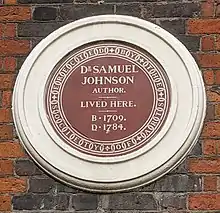 DR. SAMUEL
JOHNSON
AUTHOR.
LIVED HERE.
B·1709.
D·1784.